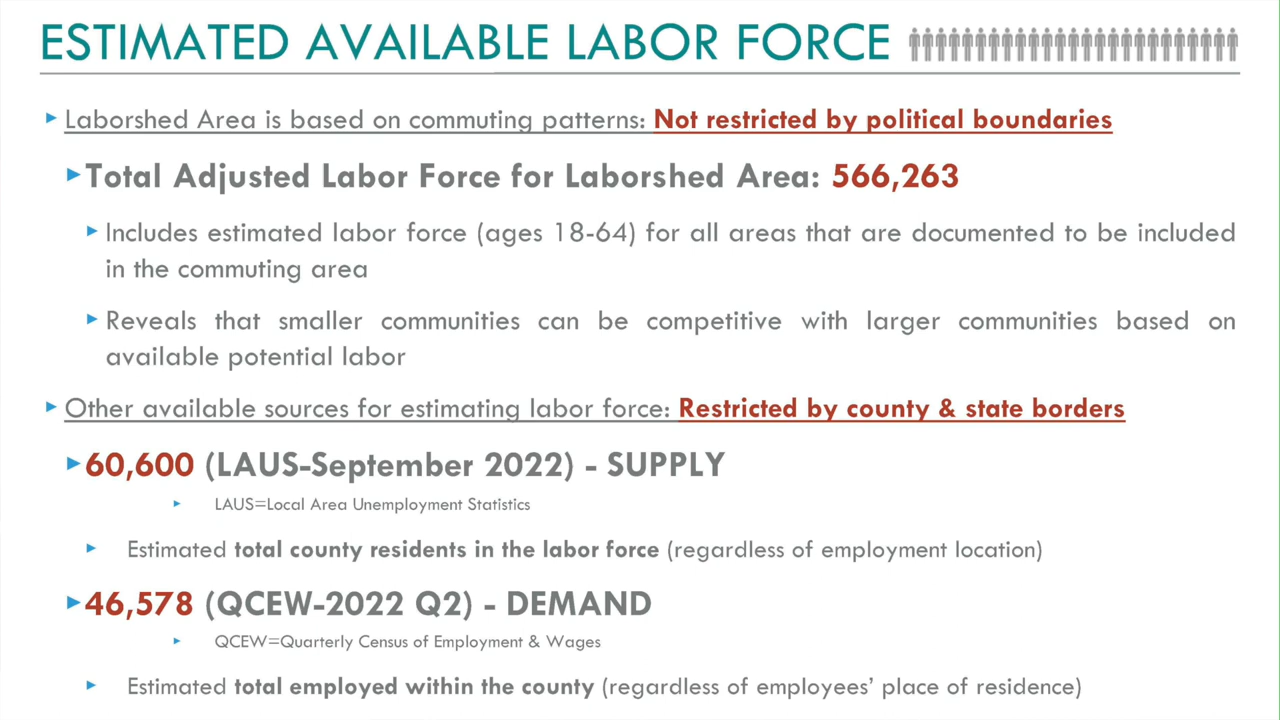 ESTIMATED AVAILABLE LABOR FORCE
Laborshed Area is based on commuting patterns: Not restricted by political boundaries
Total Adjusted Labor Force for Laborshed Area: 566,263
Includes estimated labor force (ages 18-64) for all areas that are documented to be included
in the commuting area
Reveals that smaller communities can be competitive with larger communities based on
available potential labor
Other available sources for estimating labor force: Restricted by county & state borders
60,600 (LAUS-September 2022) - SUPPLY
LAUS=Local Area Unemployment Statistics
Estimated total county residents in the labor force (regardless of employment location)
46,578 (QCEW-2022 Q2) - DEMAND
QCEW=Quarterly Census of Employment & Wages
Estimated total employed within the county (regardless of employees’ place of residence)